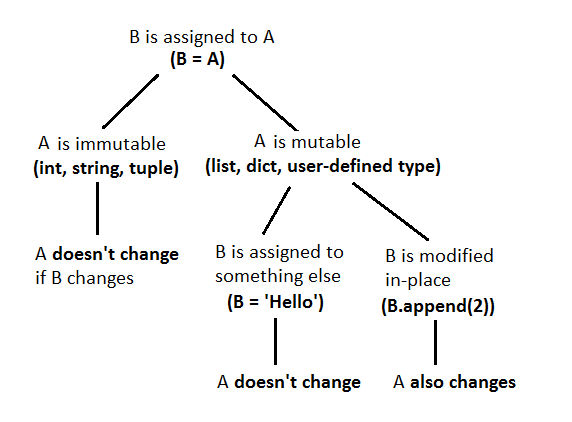 B is assigned to A
(B = A)
A is immutable
(int, string, tuple)
A is mutable
(list, dict, user-defined type)
A doesn't change
if B changes
B is assigned to
something else
(B = 'Hello')
B is modified
in-place
(B.append(2))
A doesn't change
A also changes